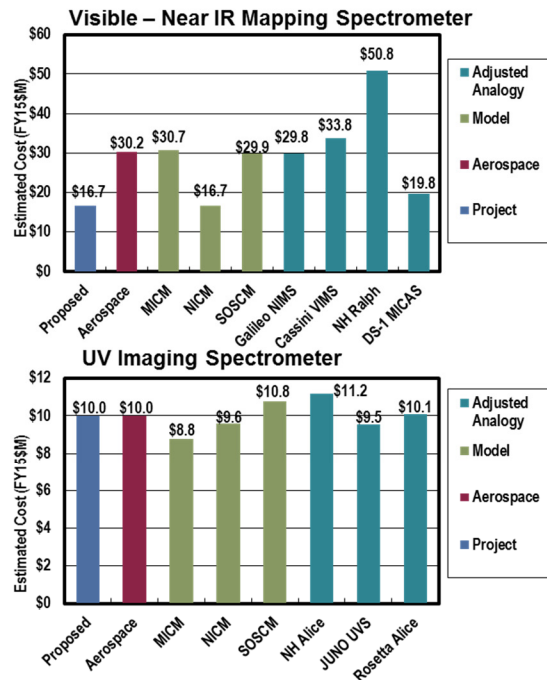 Visible – Near IR Mapping Spectrometer
Estimated Cost (FY15$M)
$60
$50
$40
$30
$20
$10
$0
$16.7
$30.2
$30.7
$16.7
$29.9
$29.8
$33.8
$50.8
$19.8
Proposed
Aerospace
MICM
NICM
SOSCM
Galileo NIMS
Cassini VIMS
NH Ralph
DS-1 MICAS
Adjusted
Analogy
Model
Aerospace
Project
UV Imaging Spectrometer
Estimated Cost (FY15$M)
$12
$10
$8
$6
$4
$2
$0
$10.0
$10.0
$8.8
$9.6
$10.8
$11.2
$9.5
$10.1
Proposed
Aerospace
MICM
NICM
SOSCM
NH Alice
JUNO UVS
Rosetta Alice
Adjusted
Analogy
Model
Aerospace
Project